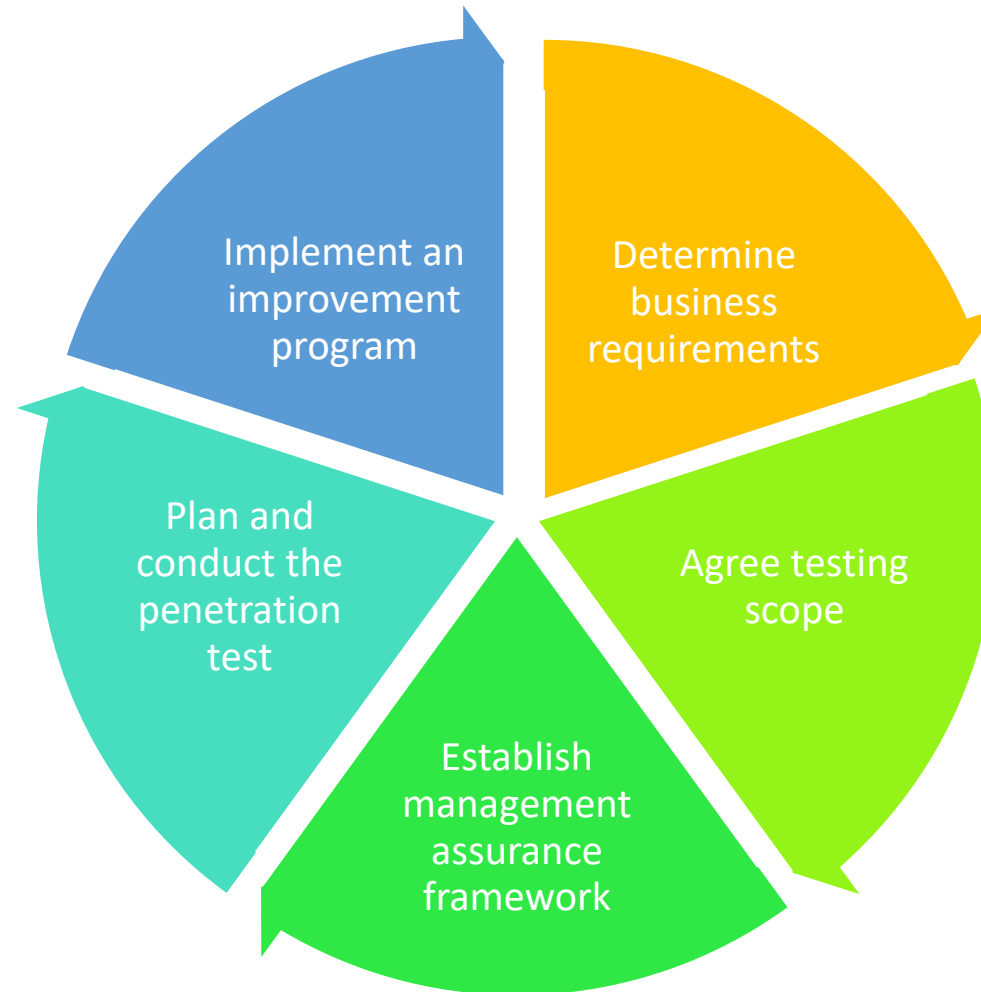 Implement an
improvement
program
Determine
business
requirements
Agree testing
scope
Establish
management
assurance
framework
Plan and
conduct the
penetration
test